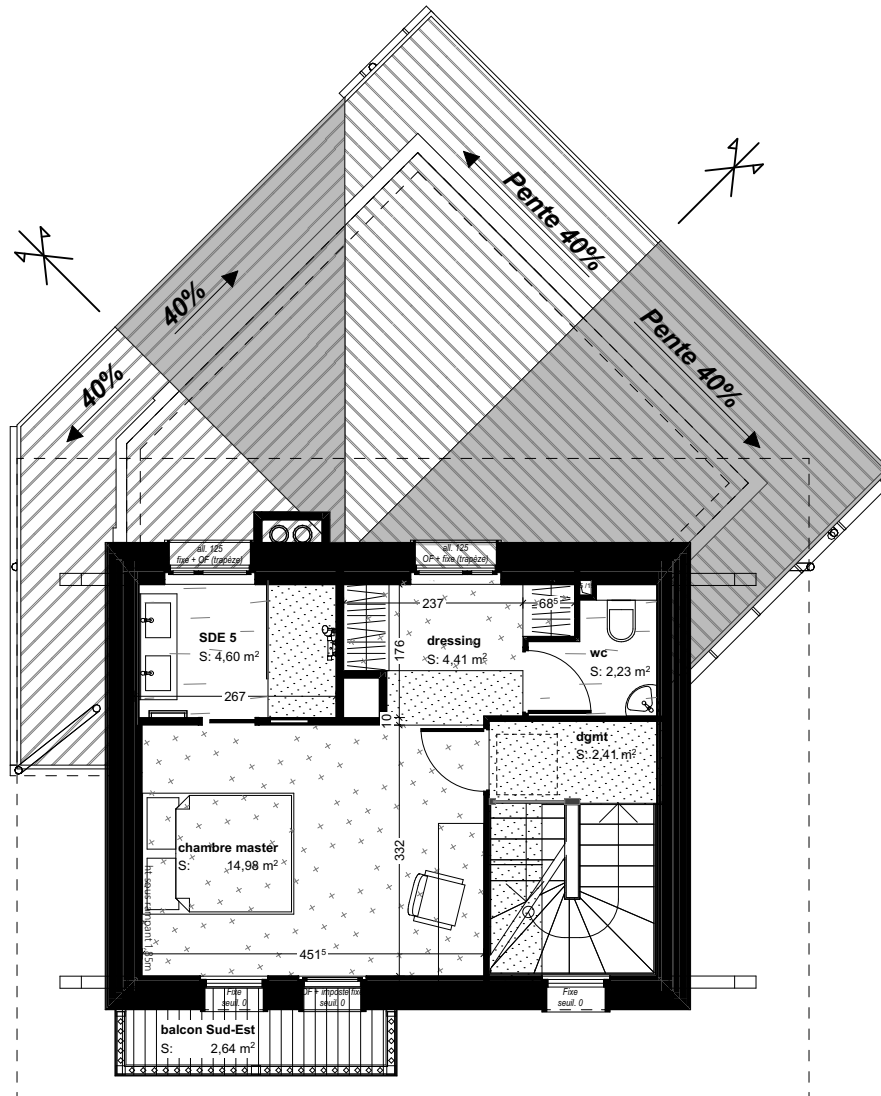 Pente 40%
40%
Pente 40%
40%
all. 125
fixe + OF (trapèze)
all. 125
OF + fixe (trapèze)
237
68⁵
SDE 5
S: 4,60 m²
dressing
S: 4,41 m²
176
wc
S: 2,23 m²
267
10
dgmt
S: 2,41 m²
chambre master
S: 14,98 m²
332
ht sous rampant 1,85m
451⁵
Fixe
seuil. 0
OF + imposte fixe
seuil. 0
Fixe
seuil. 0
balcon Sud-Est
S: 2,64 m²